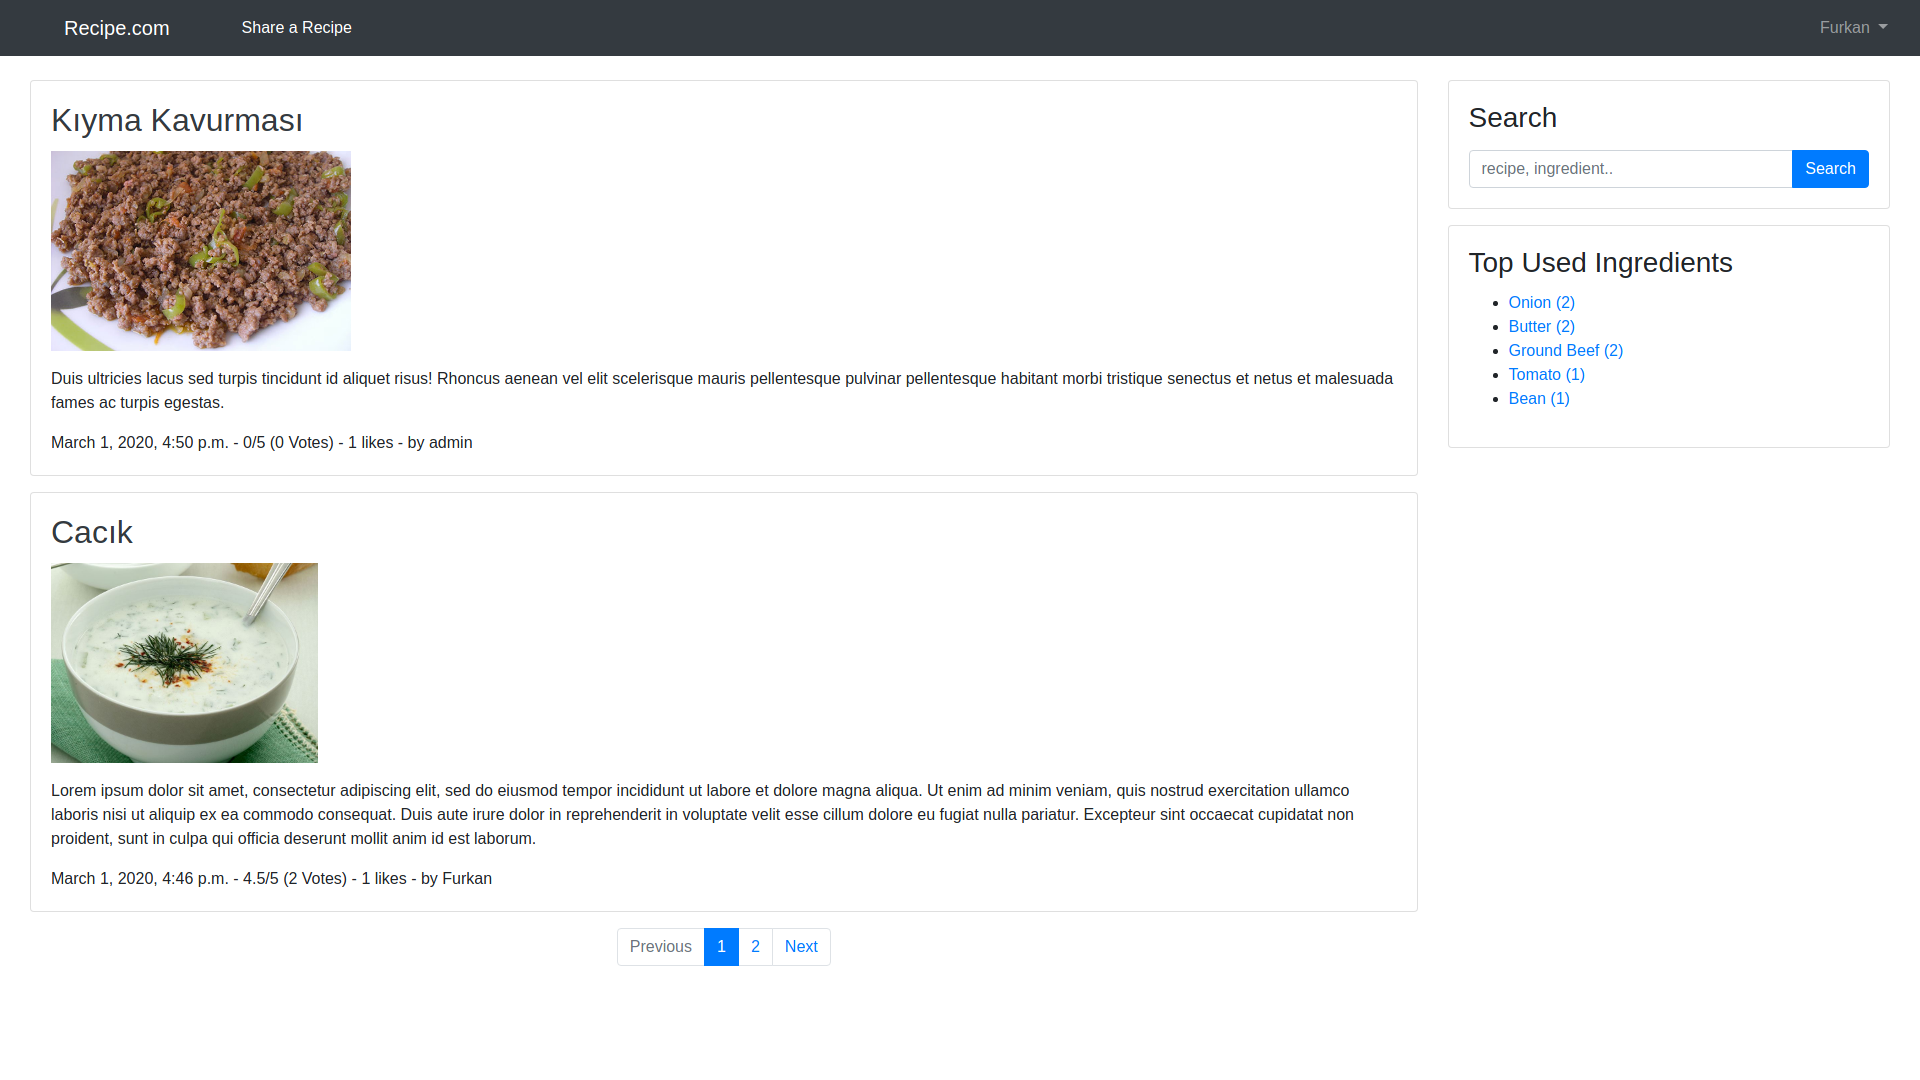 Recipe.com
Share a Recipe
Furkan
Kıyma Kavurması
Duis ultricies lacus sed turpis tincidunt id aliquet risus! Rhoncus aenean vel elit scelerisque mauris pellentesque pulvinar pellentesque habitant morbi tristique senectus et netus et malesuada
fames ac turpis egestas.
March 1, 2020, 4:50 p.m. - 0/5 (0 Votes) - 1 likes - by admin
Cacık
Lorem ipsum dolor sit amet, consectetur adipiscing elit, sed do eiusmod tempor incididunt ut labore et dolore magna aliqua. Ut enim ad minim veniam, quis nostrud exercitation ullamco
laboris nisi ut aliquip ex ea commodo consequat. Duis aute irure dolor in reprehenderit in voluptate velit esse cillum dolore eu fugiat nulla pariatur. Excepteur sint occaecat cupidatat non
proident, sunt in culpa qui officia deserunt mollit anim id est laborum.
March 1, 2020, 4:46 p.m. - 4.5/5 (2 Votes) - 1 likes - by Furkan
Previous
1
2
Next
Search
recipe, ingredient..
Search
Top Used Ingredients
Onion (2)
Butter (2)
Ground Beef (2)
Tomato (1)
Bean (1)